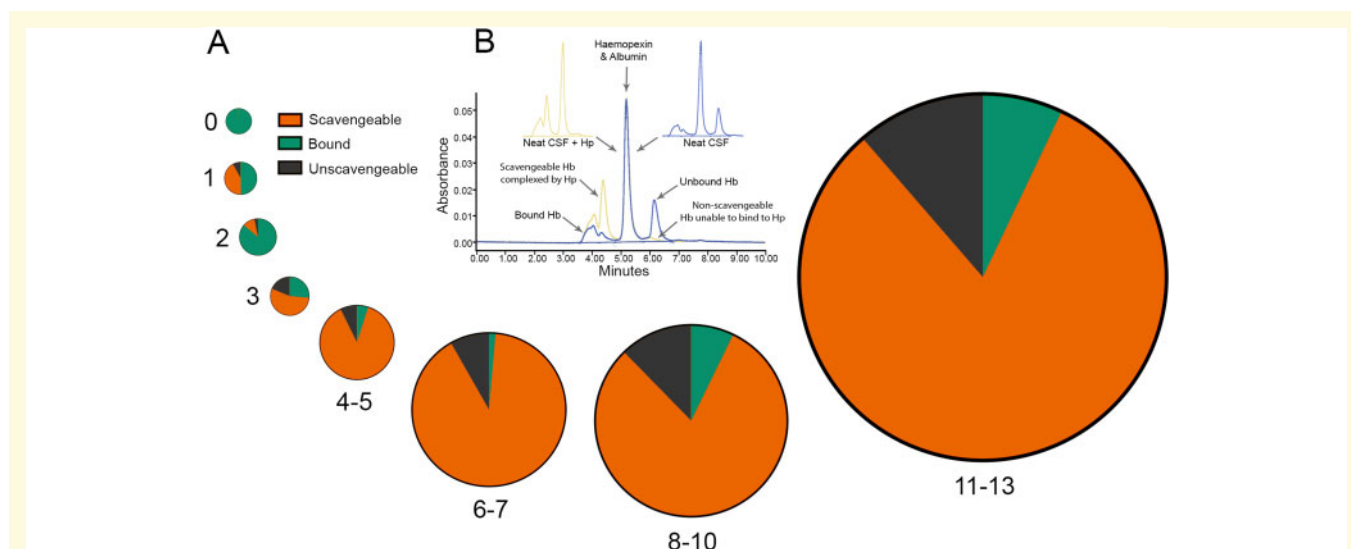 A
0
1
2
3
4-5
6-7
8-10
11-13
Scavengeable
Bound
Unscavengeable
B
Haemopexin
& Albumin
Neat CSF + Hp
Neat CSF
Scavengeable Hb
complexed by Hp
Bound Hb
Unbound Hb
Non-scavengeable
Hb unable to bind to Hp
Absorbance
0.05
0.04
0.03
0.02
0.01
0.00
0.00 1.00 2.00 3.00 4.00 5.00 6.00 7.00 8.00 9.00 10.00
Minutes